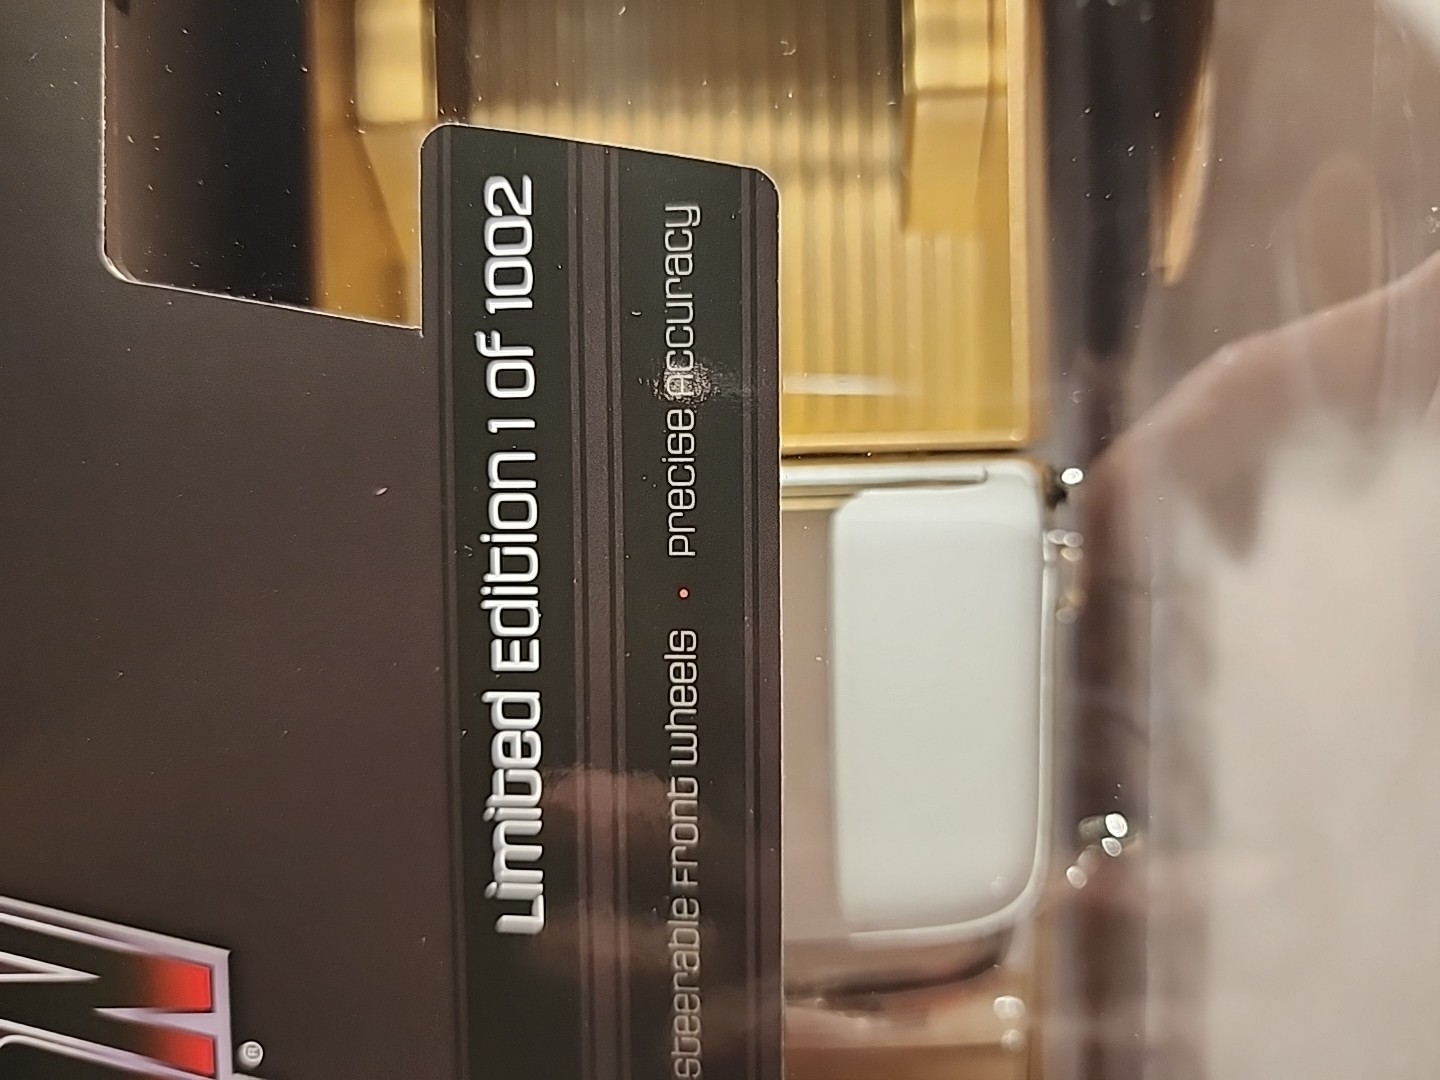 Limited Edition 1 of 1002
steerable front wheels • precise accuracy
N®